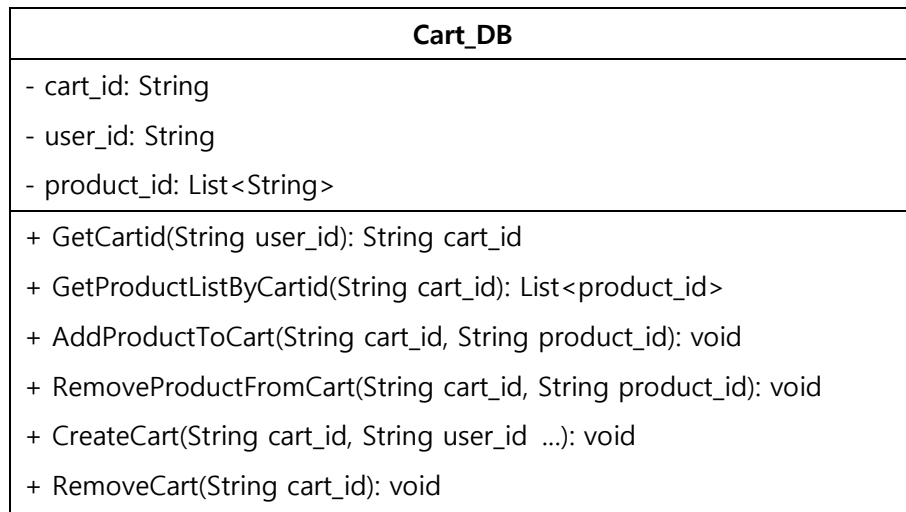 Cart_DB
- cart_id: String
- user_id: String
- product_id: List<String>
+ GetCartid(String user_id): String cart_id
+ GetProductListByCartid(String cart_id): List<product_id>
+ AddProductToCart(String cart_id, String product_id): void
+ RemoveProductFromCart(String cart_id, String product_id): void
+ CreateCart(String cart_id, String user_id ...): void
+ RemoveCart(String cart_id): void